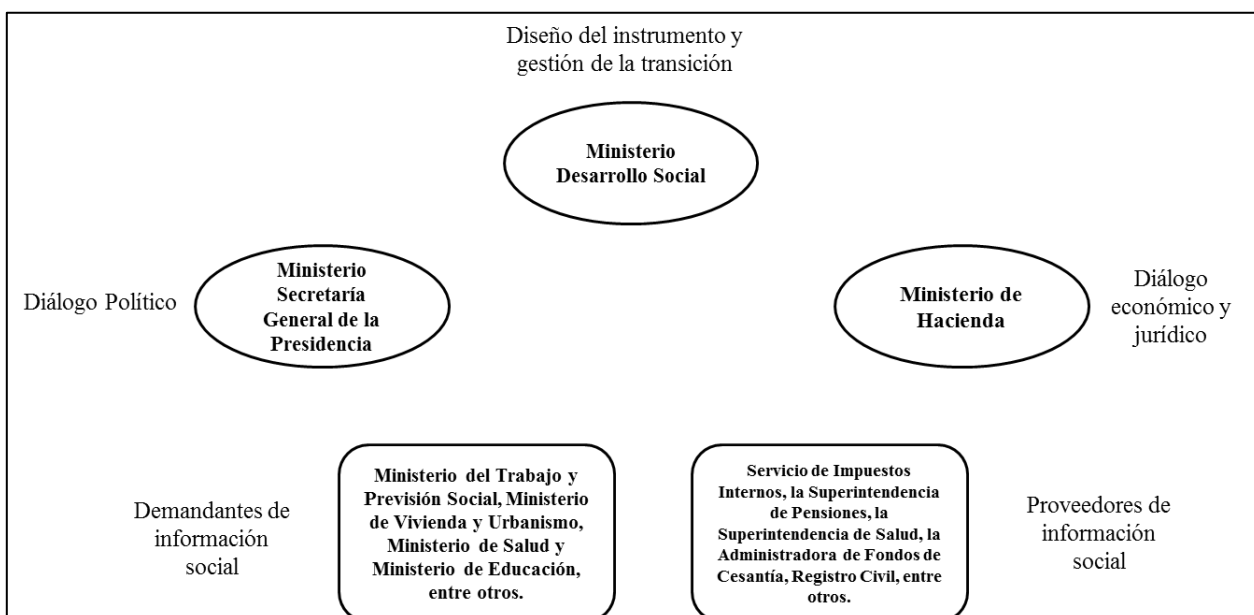 Diseño del instrumento y
gestión de la transición
Ministerio
Desarrollo Social
Diálogo Político
Ministerio
Secretaría
General de la
Presidencia
Ministerio de
Hacienda
Diálogo
económico y
jurídico
Demandantes de
información
social
Ministerio del Trabajo y
Previsión Social, Ministerio
de Vivienda y Urbanismo,
Ministerio de Salud y
Ministerio de Educación,
entre otros.
Servicio de Impuestos
Internos, la Superintendencia
de Pensiones, la
Superintendencia de Salud, la
Administradora de Fondos de
Cesantía, Registro Civil, entre
otros.
Proveedores de
información
social